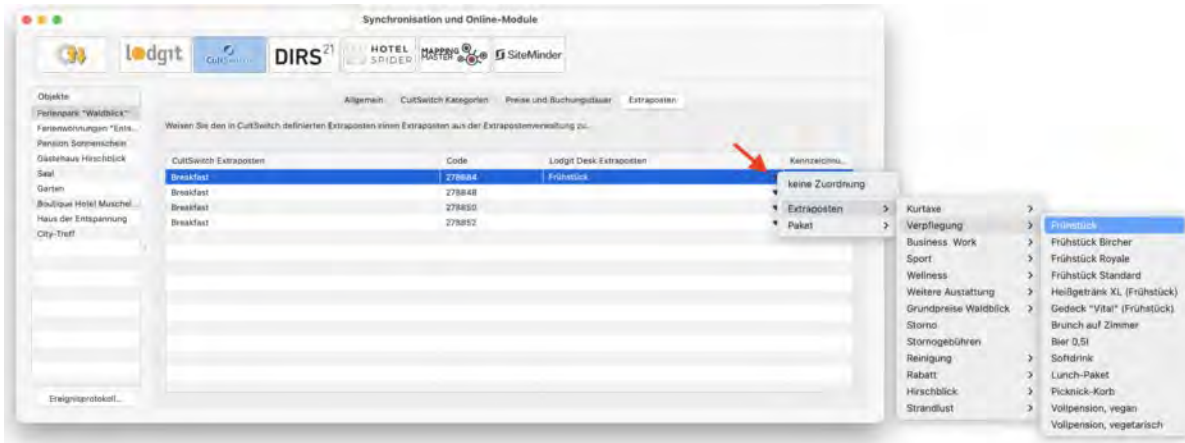 Synchronisation und Online-Module
lodgit
CultSwitch
DIRS21
HOTEL SPIDER
MAPPING MASTER
SiteMinder
Objekte
Ferienpark "Waldblick"
Ferienwohnungen "Ents...
Pension Sonnenschein
Gästehaus Hirschblick
Saal
Garten
Boutique Hotel Muschel...
Haus der Entspannung
City-Treff
Ereignisprotokoll...
Allgemein CultSwitch Kategorien Preise und Buchungsdauer Extraposten
Weisen Sie den in CultSwitch definierten Extraposten einen Extraposten aus der Extrapostenverwaltung zu.
CultSwitch Extraposten Code Lodgit Desk Extraposten Kennzeichnu...
Breakfast 278684 Frühstück
Breakfast 278848
Breakfast 278850
Breakfast 278852
keine Zuordnung
Extraposten
Paket
Kurtaxe
Verpflegung
Business Work
Sport
Wellness
Weitere Austattung
Grundpreise Waldblick
Storno
Stornogebühren
Reinigung
Rabatt
Hirschblick
Strandlust
Frühstück
Frühstück Bircher
Frühstück Royale
Frühstück Standard
Heißgetränk XL (Frühstück)
Gedeck "Vital" (Frühstück)
Brunch auf Zimmer
Bier 0,5l
Softdrink
Lunch-Paket
Picknick-Korb
Vollpension, vegan
Vollpension, vegetarisch